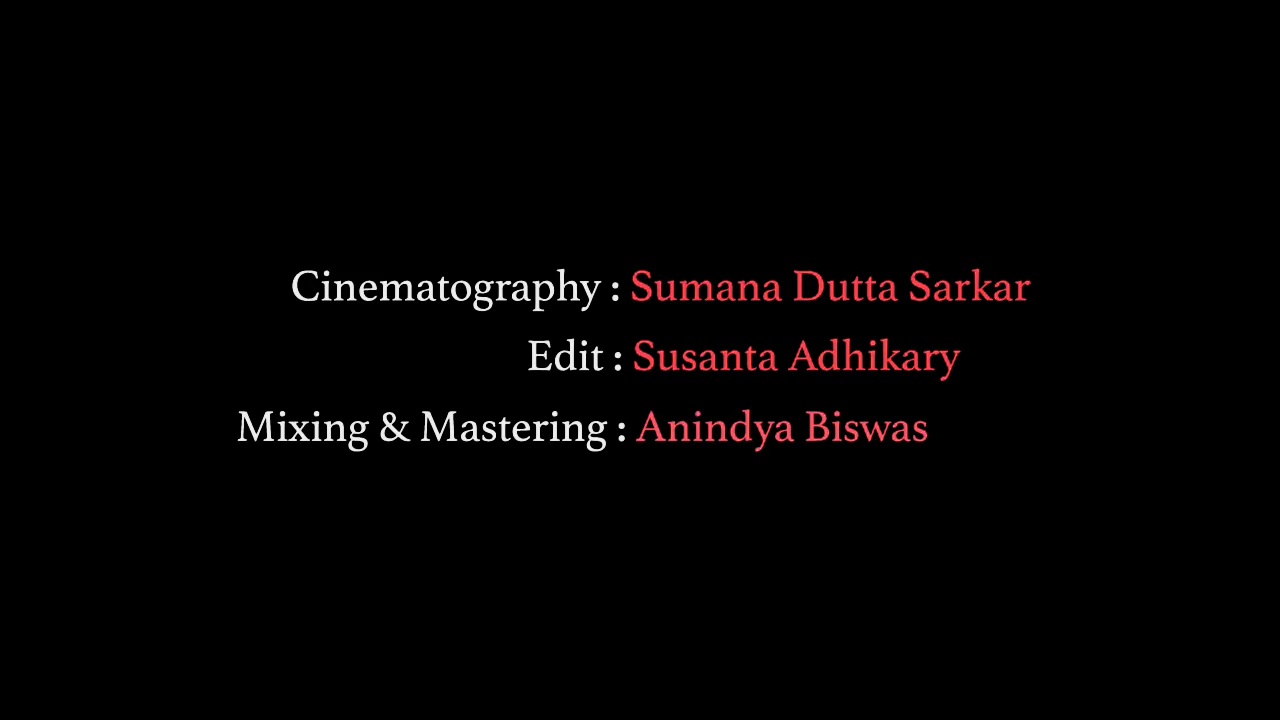 Cinematography : Sumana Dutta Sarkar
Edit : Susanta Adhikary
Mixing & Mastering : Anindya Biswas